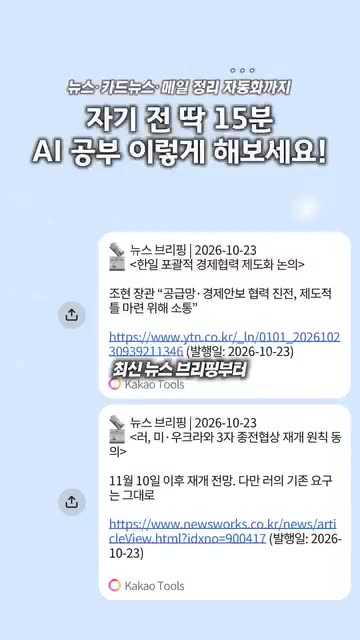 뉴스·카드뉴스·메일 정리 자동화까지
자기 전 딱 15분
AI 공부 이렇게 해보세요!
뉴스 브리핑 | 2026-10-23
<한일 포괄적 경제협력 제도화 논의>
조현 장관 “공급망·경제안보 협력 진전, 제도적
틀 마련 위해 소통”
https://www.ytn.co.kr/_ln/0101_202610
230939211346 (발행일: 2026-10-23)
최신 뉴스 브리핑부터
Kakao Tools
뉴스 브리핑 | 2026-10-23
<러, 미·우크라와 3자 종전협상 재개 원칙 동
의>
11월 10일 이후 재개 전망. 다만 러의 기존 요구
는 그대로
https://www.newsworks.co.kr/news/arti
cleView.html?idxno=900417 (발행일: 2026-
10-23)
Kakao Tools